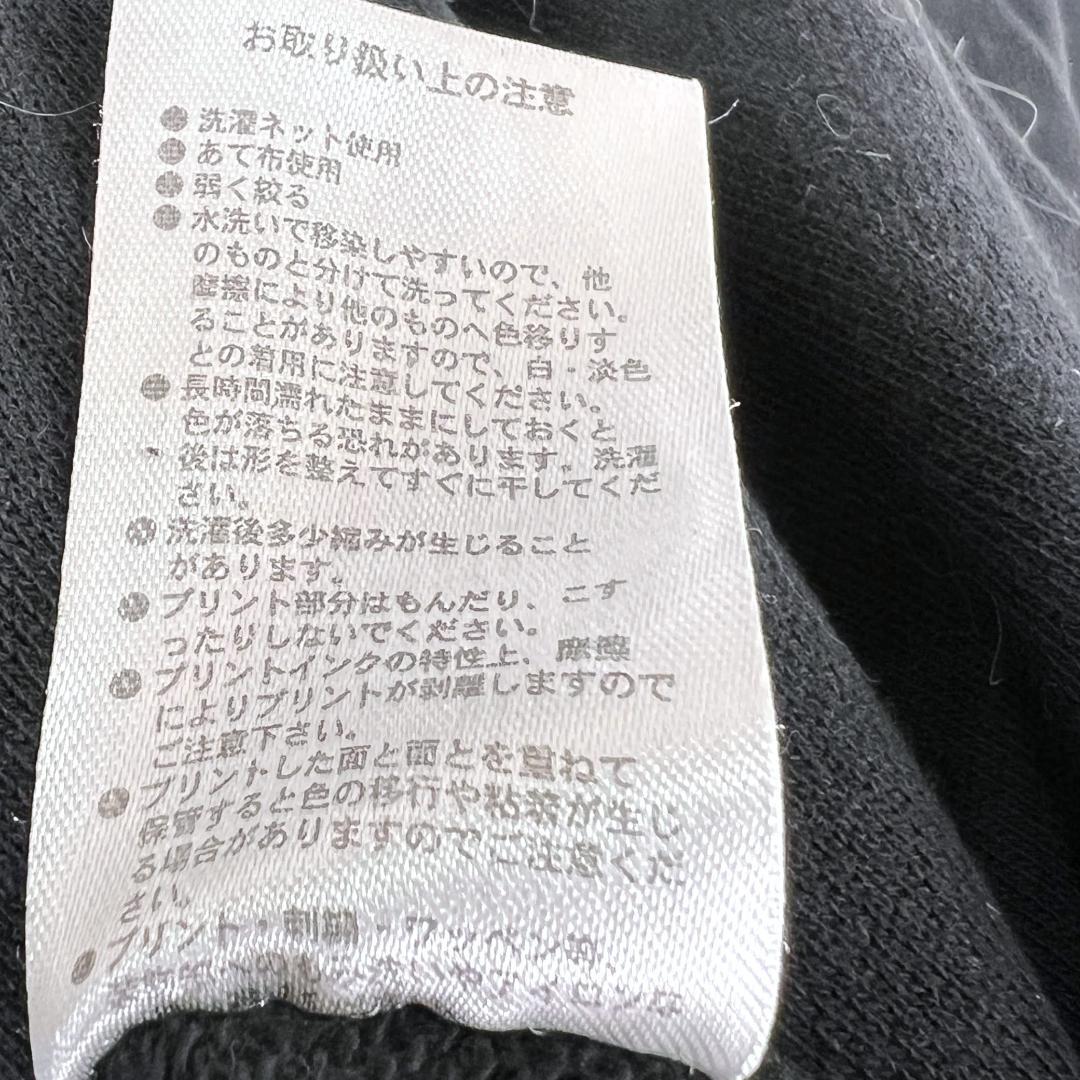 お取り扱い上の注意
●洗濯ネット使用
●あて布使用
●弱く絞る
●水洗いで移染しやすいので、他
のものと分けて洗ってください。
摩擦により他のものへ色移りす
ることがありますので、白・淡色
との着用に注意してください。
●長時間濡れたままにしておくと
色が落ちる恐れがあります。洗濯
後は形を整えてすぐに干してくだ
さい。
●洗濯後多少縮みが生じること
があります。
●プリント部分はもんだり、こす
ったりしないでください。
●プリントインクの特性上、摩擦
によりプリントが剥離しますので
ご注意下さい。
●プリントした面と面とを重ねて
保管すると色の移行や粘着が生じ
る場合がありますのでご注意くだ
さい。
●プリント・刺繍・ワッペン